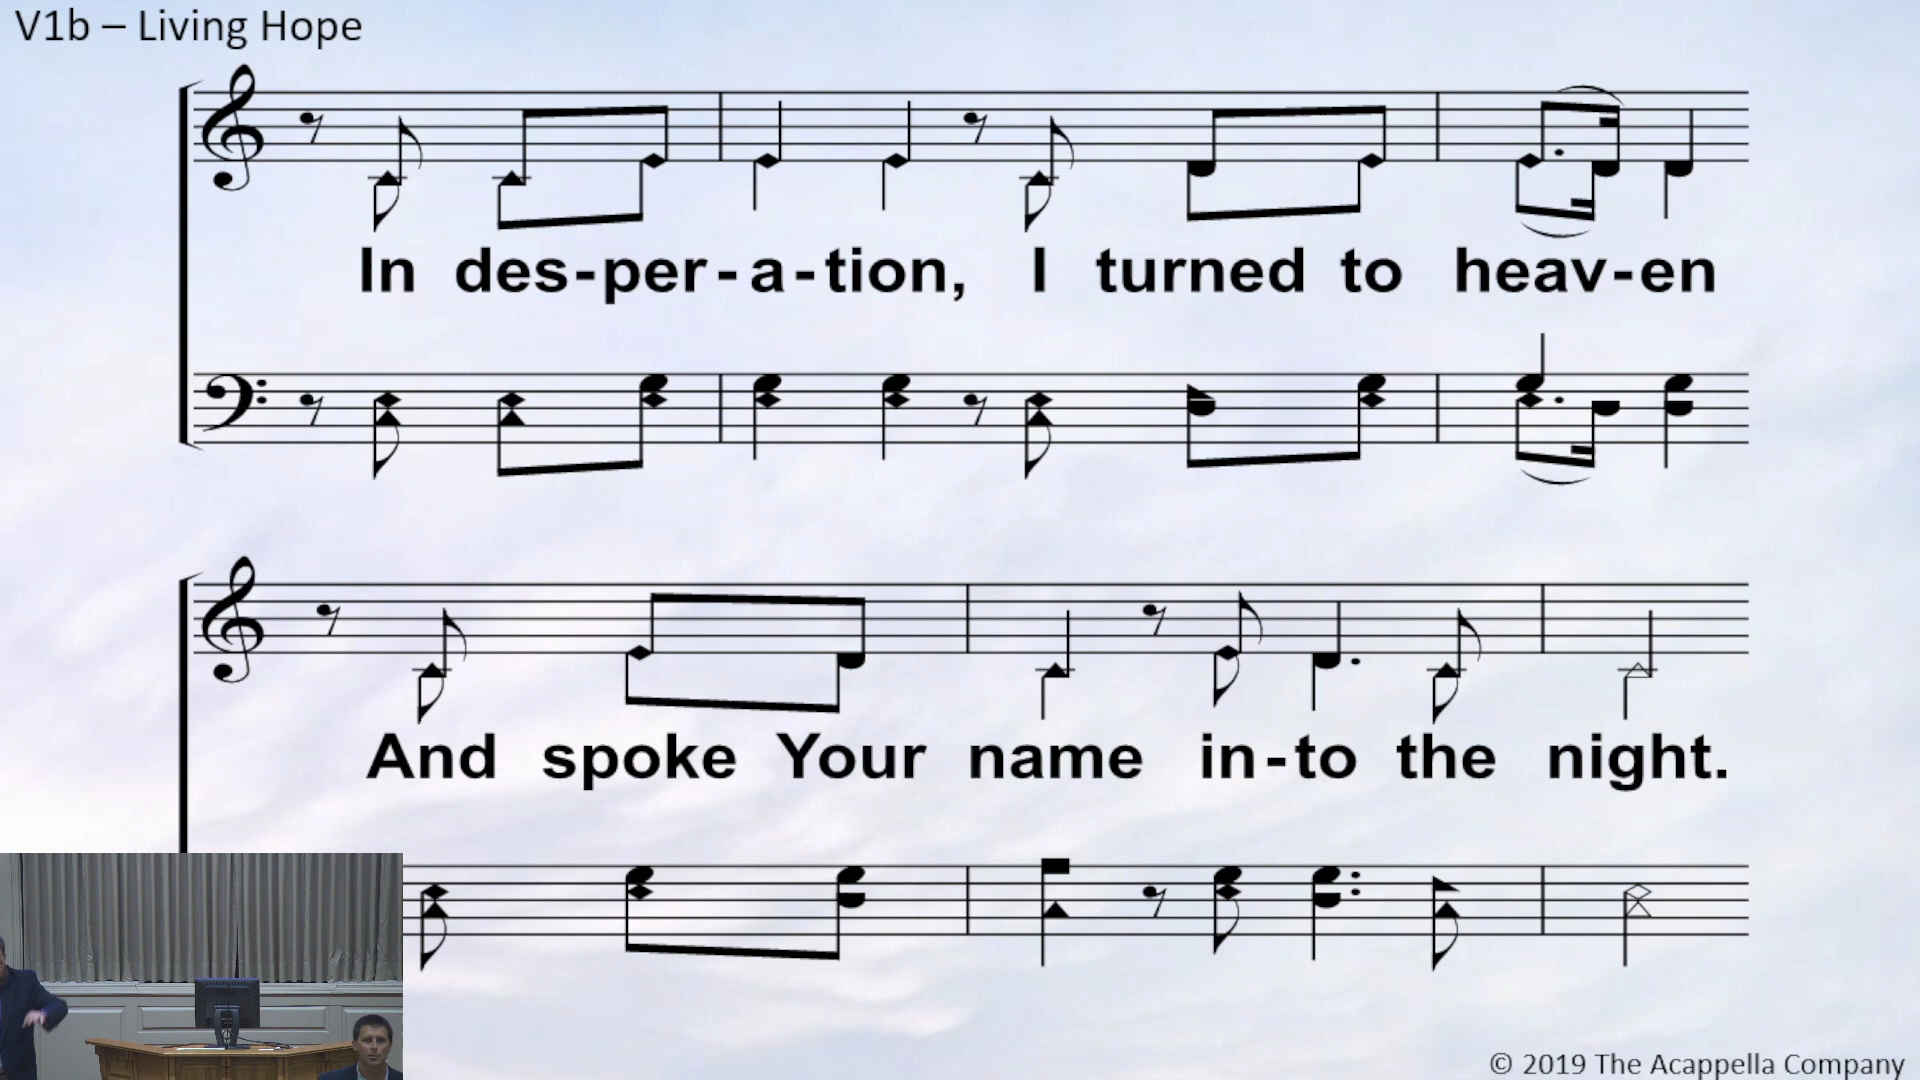 V1b – Living Hope
In des-per-a-tion, I turned to heav-en
And spoke Your name in-to the night.
© 2019 The Acappella Company